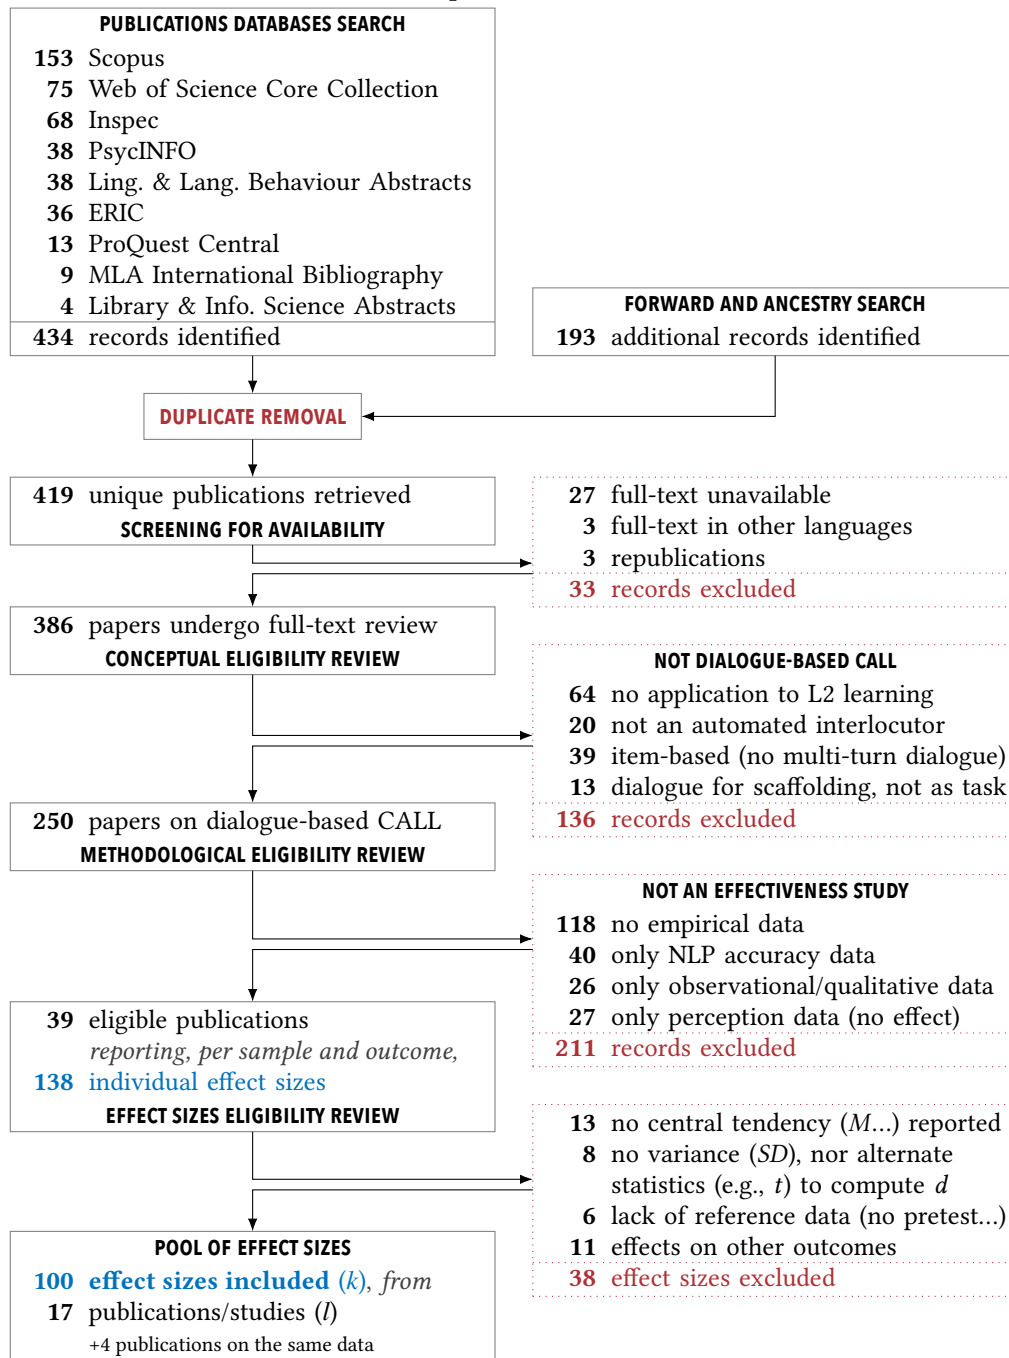 PUBLICATIONS DATABASES SEARCH
153 Scopus
75 Web of Science Core Collection
68 Inspec
38 PsycINFO
38 Ling. & Lang. Behaviour Abstracts
36 ERIC
13 ProQuest Central
9 MLA International Bibliography
4 Library & Info. Science Abstracts
434 records identified
FORWARD AND ANCESTRY SEARCH
193 additional records identified
DUPLICATE REMOVAL
419 unique publications retrieved
SCREENING FOR AVAILABILITY
27 full-text unavailable
3 full-text in other languages
3 republications
33 records excluded
386 papers undergo full-text review
CONCEPTUAL ELIGIBILITY REVIEW
NOT DIALOGUE-BASED CALL
64 no application to L2 learning
20 not an automated interlocutor
39 item-based (no multi-turn dialogue)
13 dialogue for scaffolding, not as task
136 records excluded
250 papers on dialogue-based CALL
METHODOLOGICAL ELIGIBILITY REVIEW
NOT AN EFFECTIVENESS STUDY
118 no empirical data
40 only NLP accuracy data
26 only observational/qualitative data
27 only perception data (no effect)
211 records excluded
39 eligible publications
reporting, per sample and outcome,
138 individual effect sizes
EFFECT SIZES ELIGIBILITY REVIEW
13 no central tendency (M...) reported
8 no variance (SD), nor alternate
statistics (e.g., t) to compute d
6 lack of reference data (no pretest...)
11 effects on other outcomes
38 effect sizes excluded
POOL OF EFFECT SIZES
100 effect sizes included (k), from
17 publications/studies (l)
+4 publications on the same data